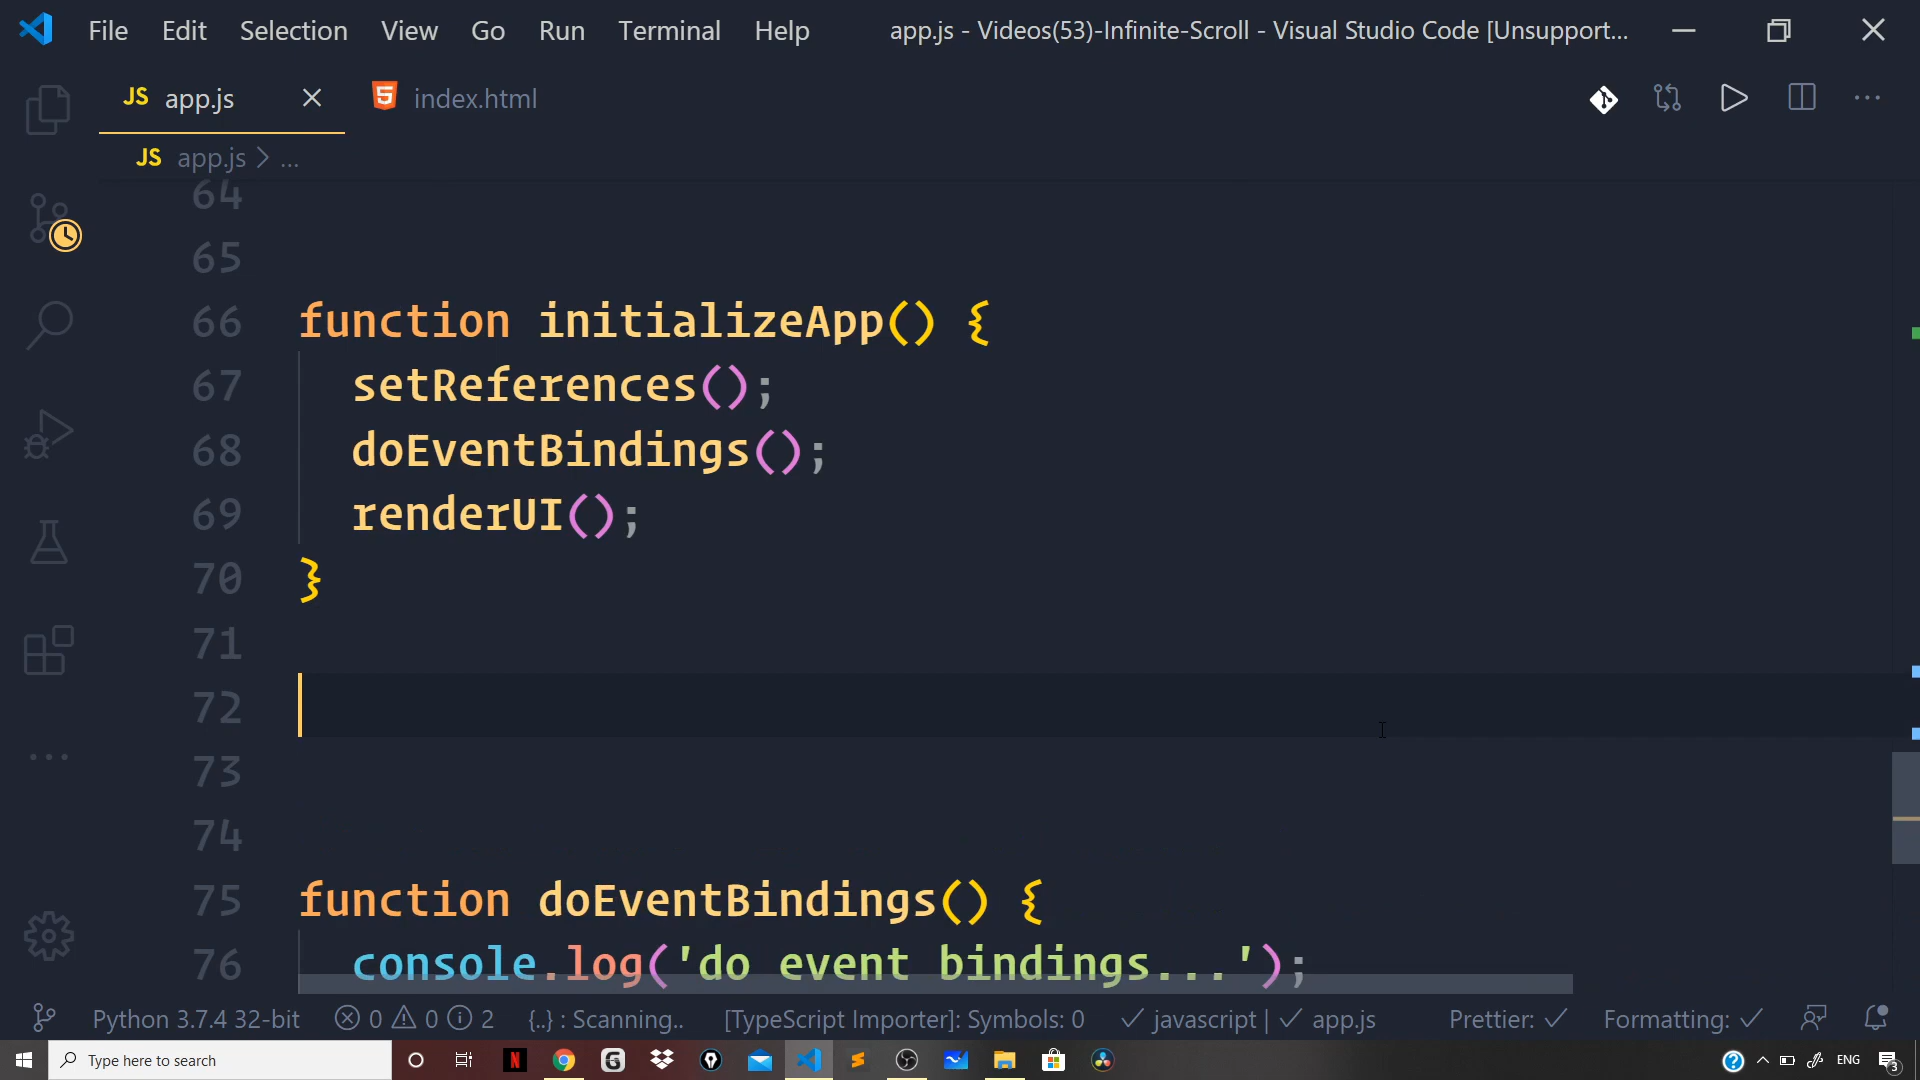 File Edit Selection View Go Run Terminal Help app.js - Videos(53)-Infinite-Scroll - Visual Studio Code [Unsupport...
JS app.js index.html
JS app.js > ...
64
65
66 function initializeApp() {
67 setReferences();
68 doEventBindings();
69 renderUI();
70 }
71
72
73
74
75 function doEventBindings() {
76 console.log('do event bindings...');
Python 3.7.4 32-bit 0 0 2 {..} : Scanning.. [TypeScript Importer]: Symbols: 0 ✓ javascript | ✓ app.js Prettier: ✓ Formatting: ✓
Type here to search ENG 3